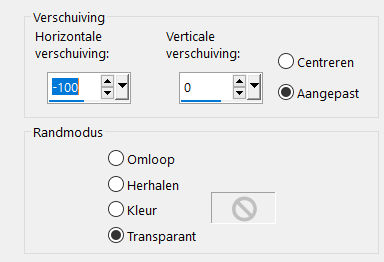 Verschuiving
Horizontale
verschuiving:
Verticale
verschuiving:
-100
0
Centreren
Aangepast
Randmodus
Omloop
Herhalen
Kleur
Transparant